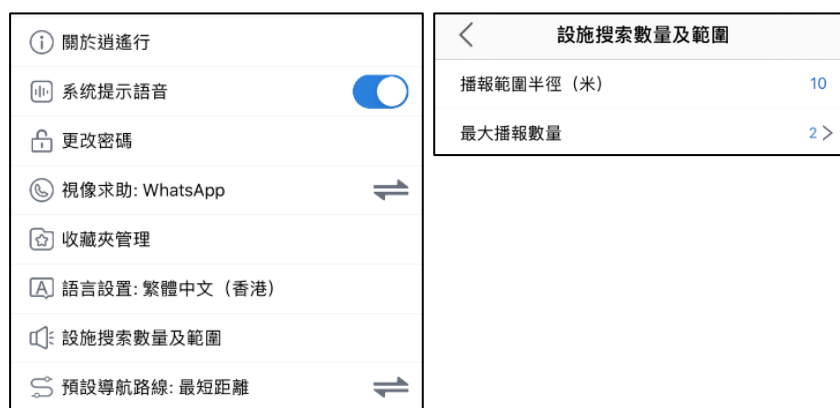 關於逍遙行
系統提示語音
更改密碼
視像求助: WhatsApp
收藏夾管理
語言設置: 繁體中文（香港）
設施搜索數量及範圍
預設導航路線: 最短距離
設施搜索數量及範圍
播報範圍半徑（米） 10
最大播報數量 2